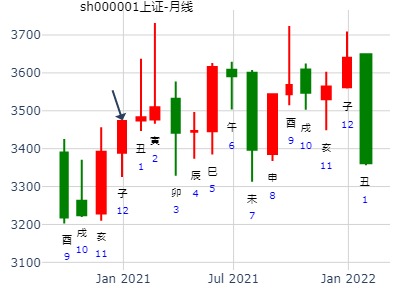 sh000001上证-月线
3700
3600
3500
3400
3300
3200
3100
酉
9
戌
10
亥
11
子
12
丑
1
寅
2
卯
3
辰
4
巳
5
午
6
未
7
申
8
酉
9
戌
10
亥
11
子
12
丑
1
Jan 2021
Jul 2021
Jan 2022